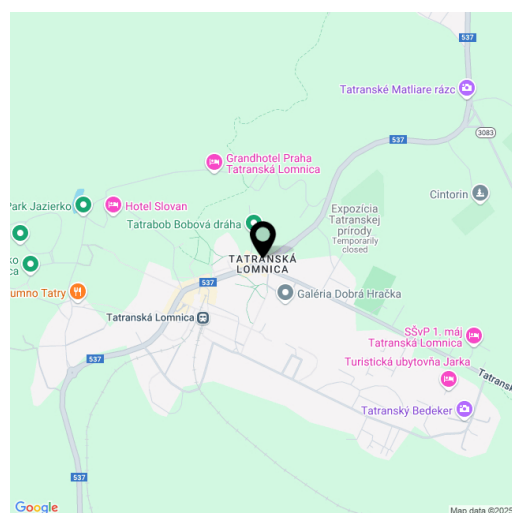 537
Tatranské Matliare rázc
3083
537
Grandhotel Praha
Tatranská Lomnica
Cintorin
Park Jazierko
Hotel Slovan
Tatrabob Bobová dráha
Expozícia
Tatranskej
prírody
Temporarily
closed
TATRANSKÁ
LOMNICA
537
Galéria Dobrá Hračka
umno Tatry
Tatranská Lomnica
SŠvP 1. máj
Tatranská Lomnica
537
Turistická ubytovňa Jarka
Tatrans
Tatranský Bedeker
537
Google
Map data ©2025